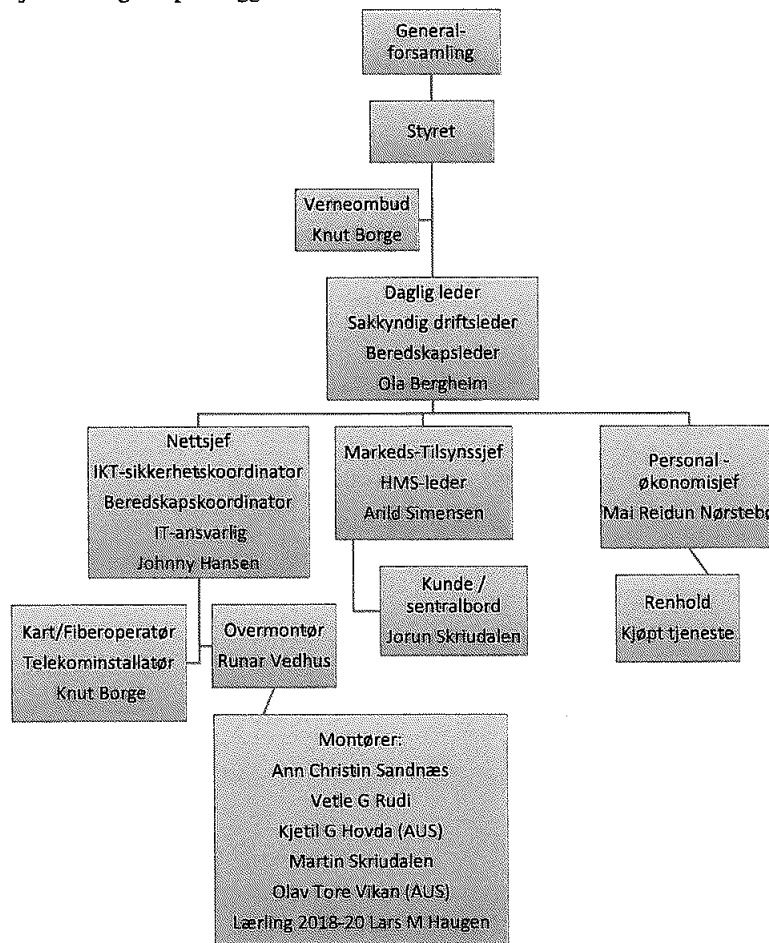 General-
forsamling
Styret
Verneombud
Knut Borge
Daglig leder
Sakkyndig driftsleder
Beredskapsleder
Ola Bergheim
Nettsjef
IKT-sikkerhetskoordinator
Beredskapskoordinator
IT-ansvarlig
Johnny Hansen
Markeds-Tilsynssjef
HMS-leder
Arild Simensen
Personal -
økonomisjef
Mai Reidun Nørstebø
Kunde /
sentralbord
Jorun Skriudalen
Renhold
Kjøpt tjeneste
Kart/Fiberoperatør
Telekominstallatør
Knut Borge
Overmontør
Runar Vedhus
Montører:
Ann Christin Sandnæs
Vetle G Rudi
Kjetil G Hovda (AUS)
Martin Skriudalen
Olav Tore Vikan (AUS)
Lærling 2018-20 Lars M Haugen